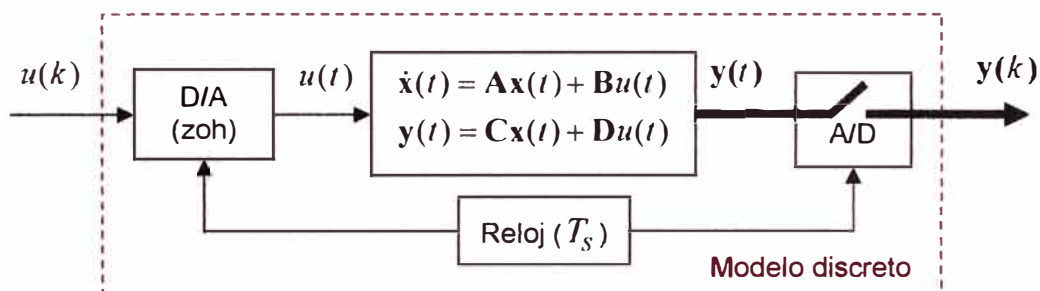 u(k)
D/A
(zoh)
u(t)
ẋ(t) = Ax(t) + Bu(t)
y(t) = Cx(t) + Du(t)
y(t)
A/D
y(k)
Reloj (T_S)
Modelo discreto